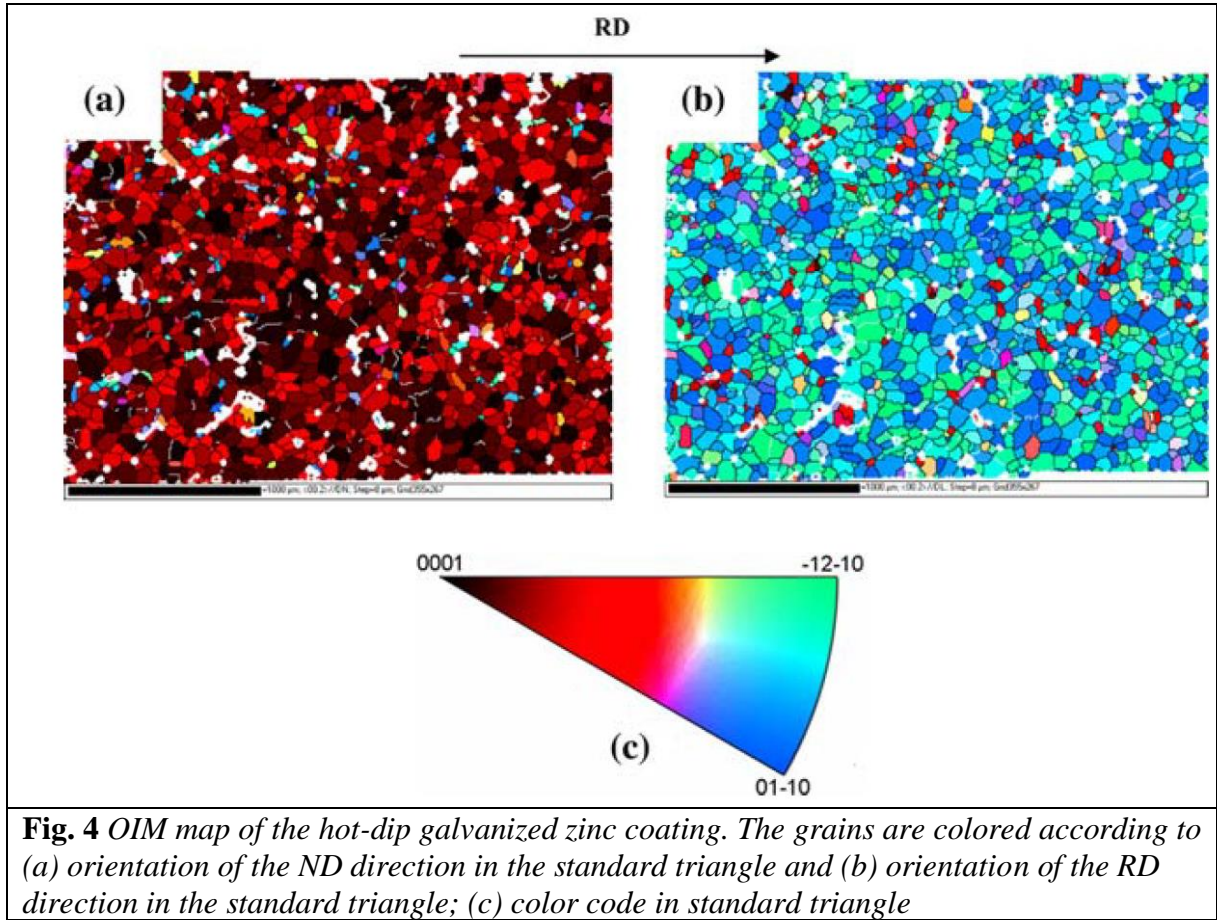 RD
(a)
(b)
=1000 µm; <00.2>//DN; Step=8 µm; Grid355x267
=1000 µm; <00.2>//DL; Step=8 µm; Grid355x267
0001
-12-10
(c)
01-10
Fig. 4 OIM map of the hot-dip galvanized zinc coating. The grains are colored according to
(a) orientation of the ND direction in the standard triangle and (b) orientation of the RD
direction in the standard triangle; (c) color code in standard triangle